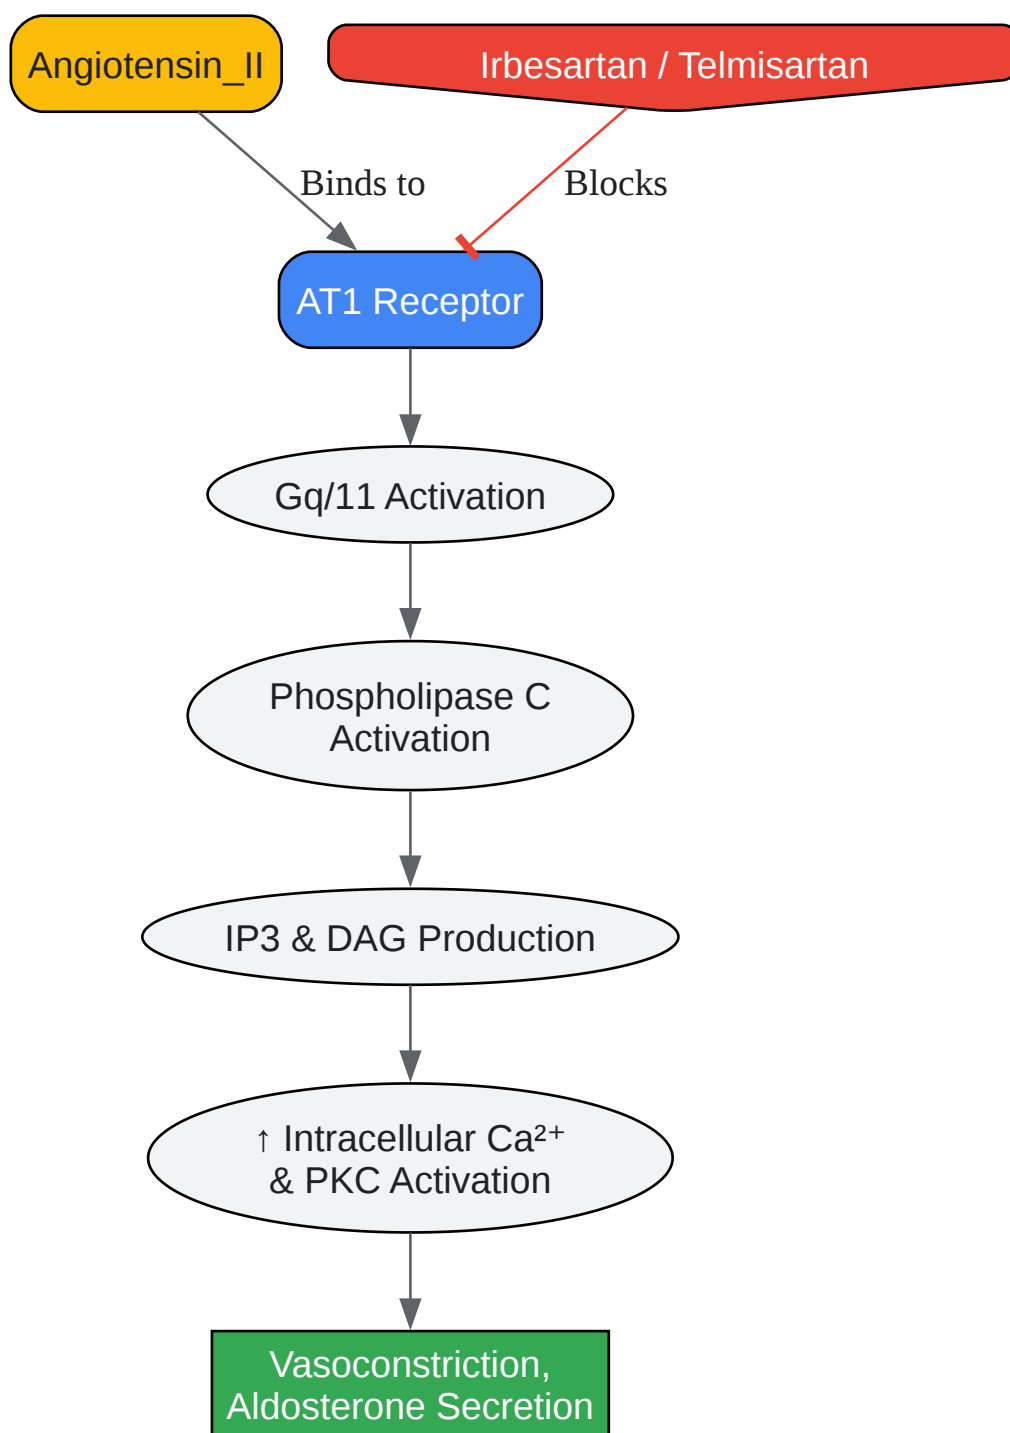 Angiotensin_II
Irbesartan / Telmisartan
Binds to
Blocks
AT1 Receptor
Gq/11 Activation
Phospholipase C
Activation
IP3 & DAG Production
↑ Intracellular Ca²⁺
& PKC Activation
Vasoconstriction,
Aldosterone Secretion